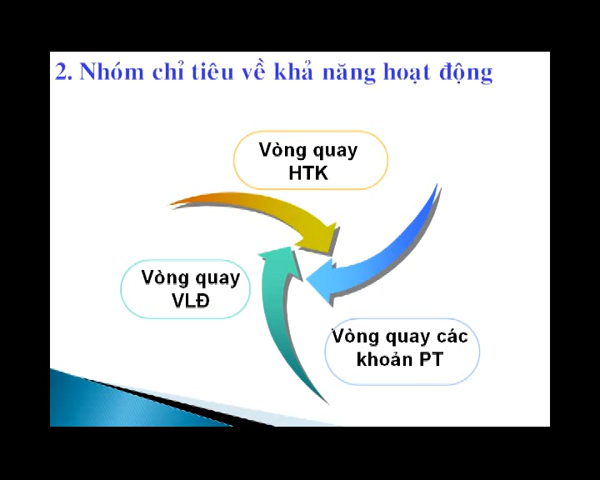 2. Nhóm chỉ tiêu về khả năng hoạt động
Vòng quay
HTK
Vòng quay
VLĐ
Vòng quay các
khoản PT